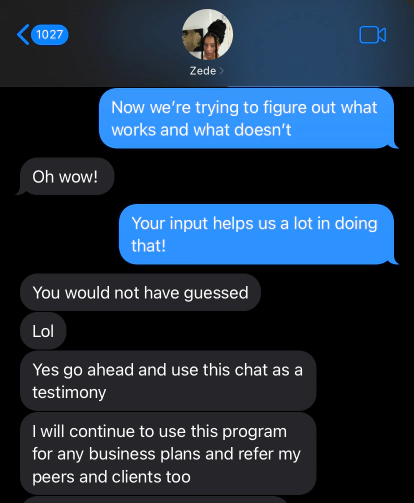 1027
Zede
Now we're trying to figure out what
works and what doesn't
Oh wow!
Your input helps us a lot in doing
that!
You would not have guessed
Lol
Yes go ahead and use this chat as a
testimony
I will continue to use this program
for any business plans and refer my
peers and clients too